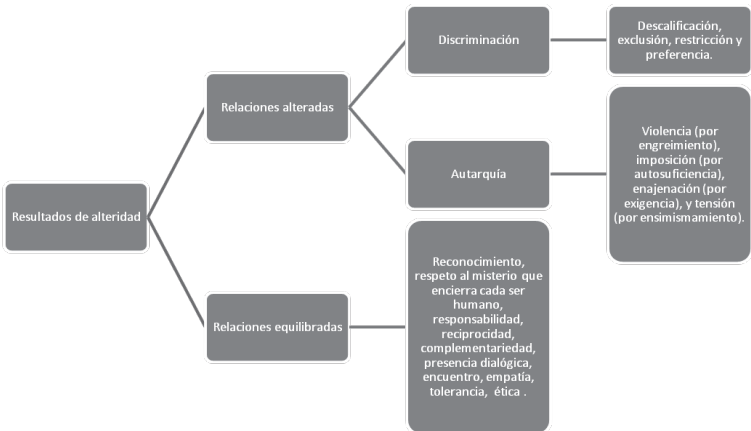 Resultados de alteridad
Relaciones alteradas
Discriminación
Descalificación,
exclusión, restricción y
preferencia.
Autarquía
Violencia (por
engreimiento),
imposición (por
autosuficiencia),
enajenación (por
exigencia), y tensión
(por ensimismamiento).
Relaciones equilibradas
Reconocimiento,
respeto al misterio que
encierra cada ser
humano,
responsabilidad,
reciprocidad,
complementariedad,
presencia dialógica,
encuentro, empatía,
tolerancia, ética .